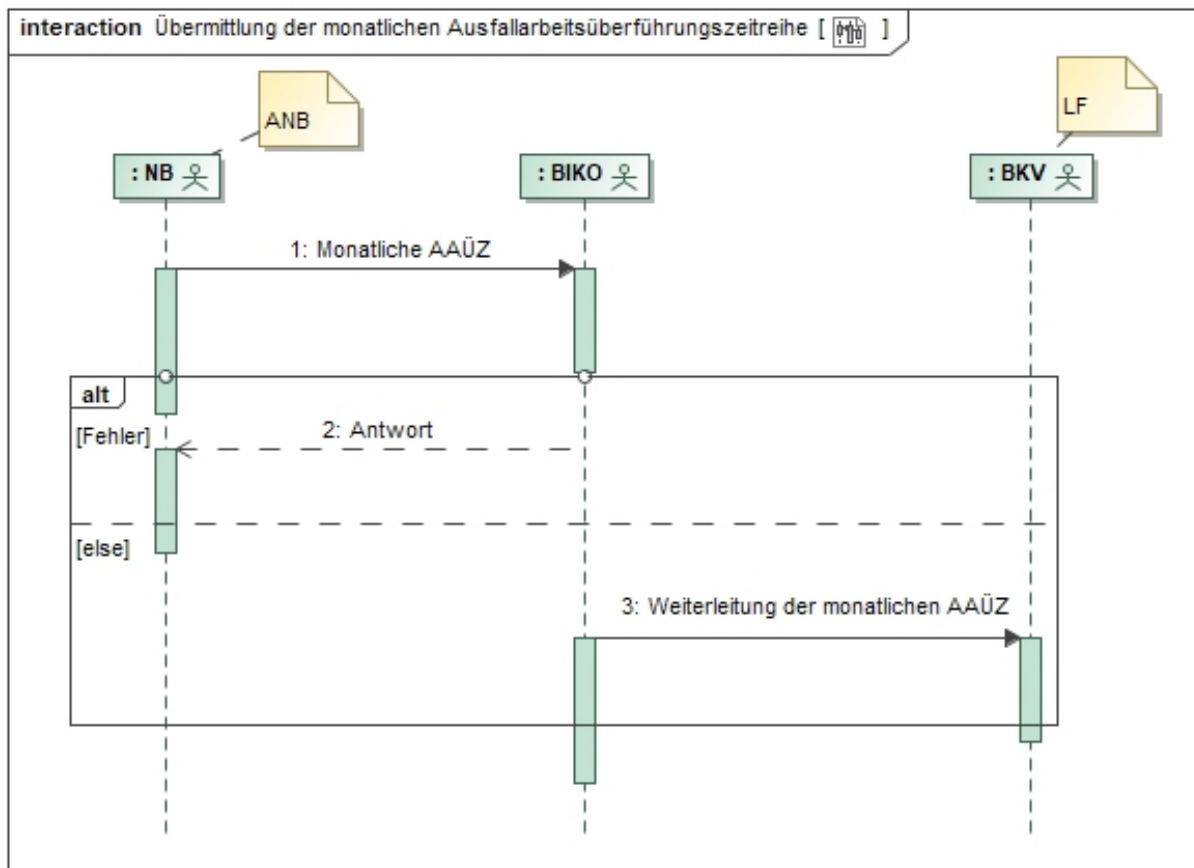 interaction Übermittlung der monatlichen Ausfallarbeitsüberführungszeitreihe [ ]
ANB
LF
: NB
: BIKO
: BKV
1: Monatliche AAÜZ
alt
[Fehler]
2: Antwort
[else]
3: Weiterleitung der monatlichen AAÜZ